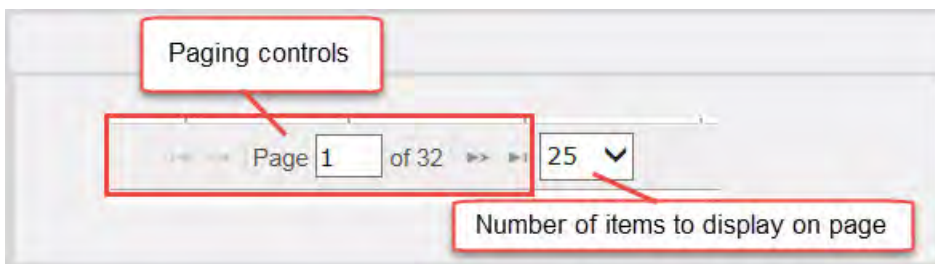 Paging controls
Page 1 of 32 25
Number of items to display on page